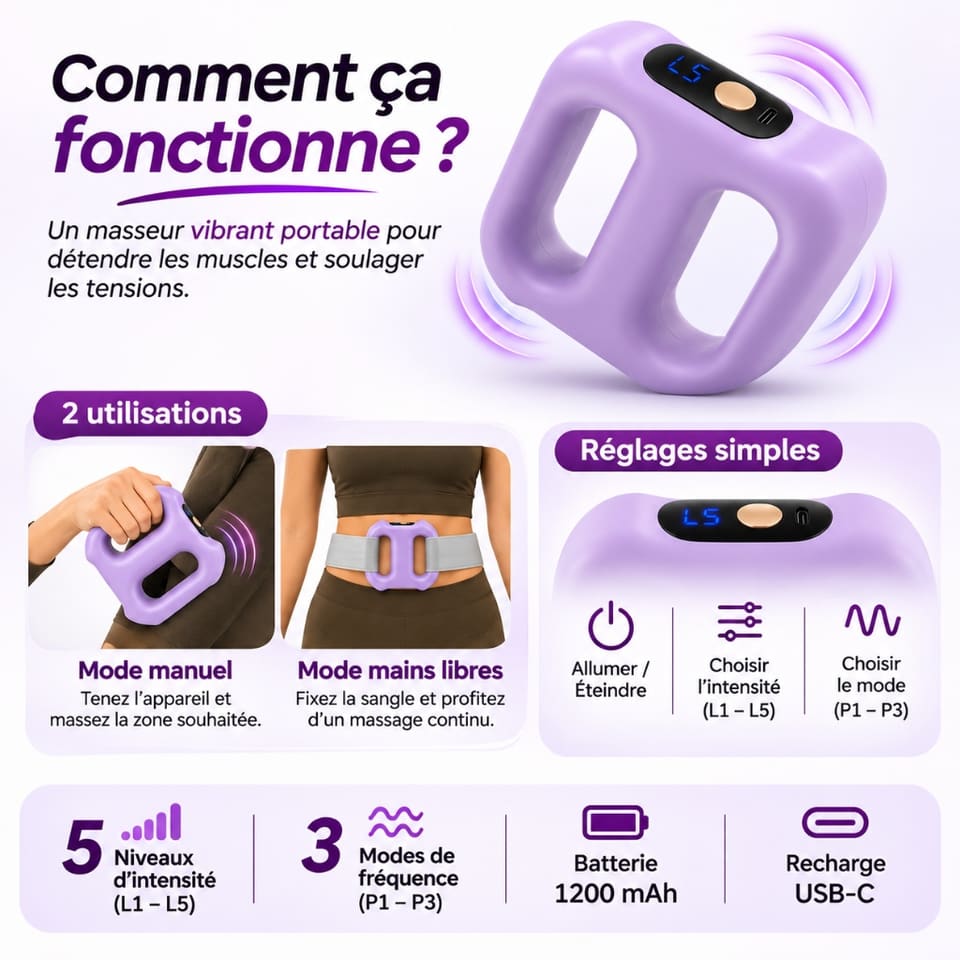 Comment ça
fonctionne ?
Un masseur vibrant portable pour
détendre les muscles et soulager
les tensions.
L5
2 utilisations
Mode manuel
Tenez l'appareil et
massez la zone souhaitée.
Mode mains libres
Fixez la sangle et profitez
d'un massage continu.
Réglages simples
L5
Allumer /
Éteindre
Choisir
l'intensité
(L1 – L5)
Choisir
le mode
(P1 – P3)
5
Niveaux
d'intensité
(L1 – L5)
3
Modes de
fréquence
(P1 – P3)
Batterie
1200 mAh
Recharge
USB-C